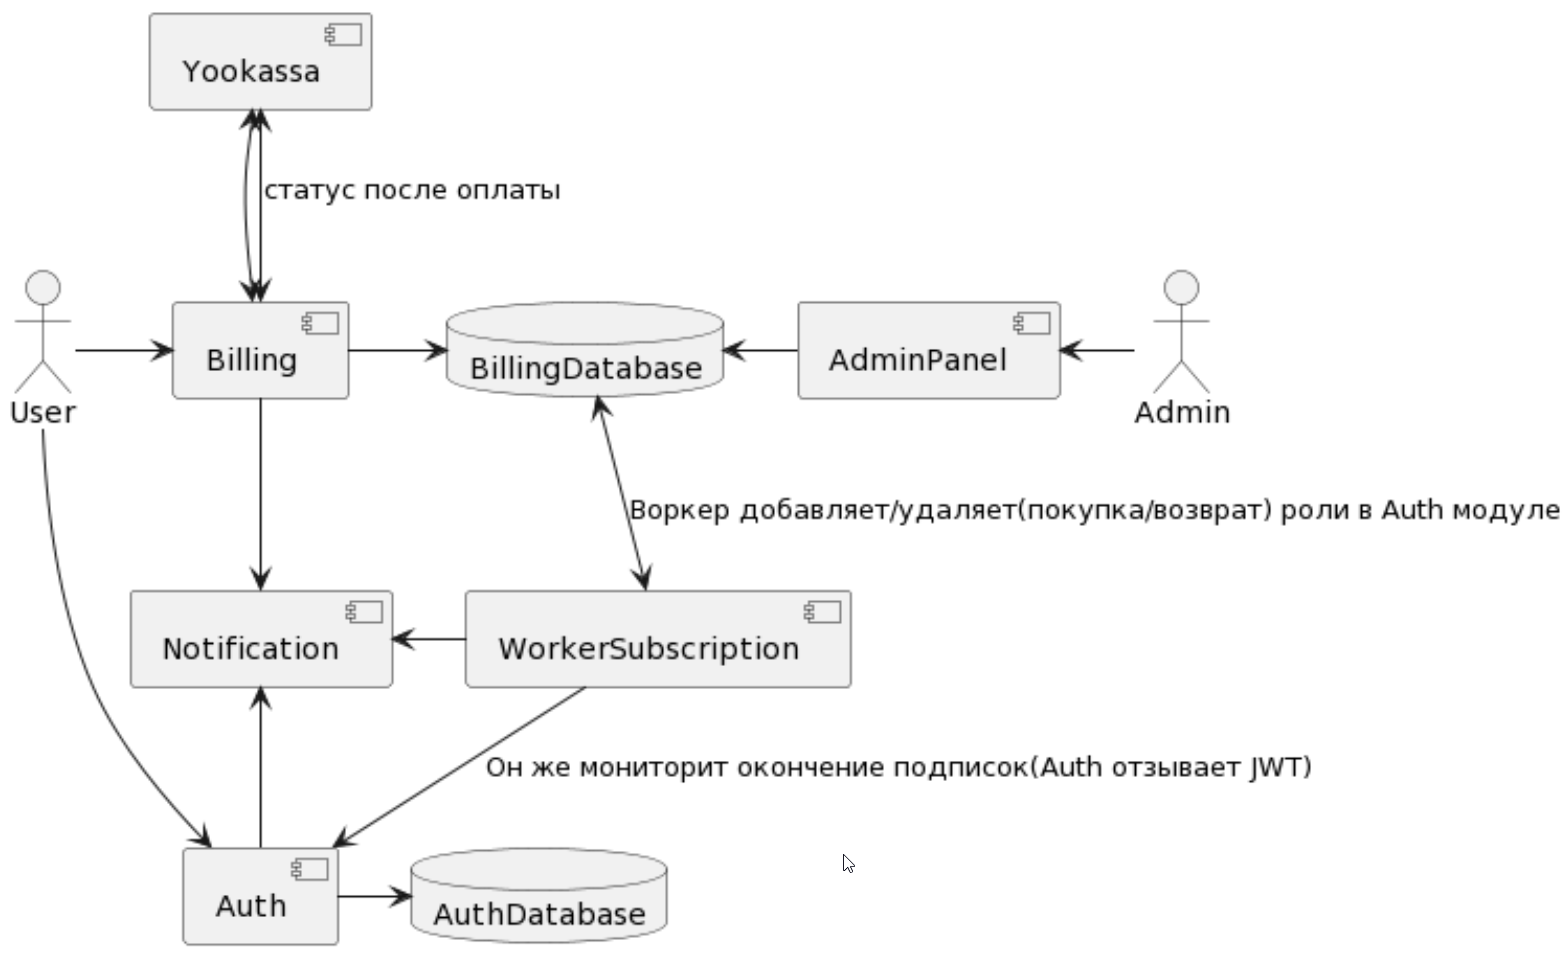 Yookassa
статус после оплаты
User
Billing
BillingDatabase
AdminPanel
Admin
Воркер добавляет/удаляет(покупка/возврат) роли в Auth модуле
Notification
WorkerSubscription
Он же мониторит окончение подписок(Auth отзывает JWT)
Auth
AuthDatabase